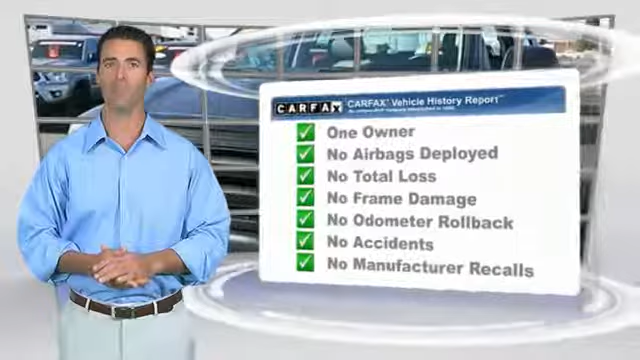 CARFAX CARFAX Vehicle History Report™
One Owner
No Airbags Deployed
No Total Loss
No Frame Damage
No Odometer Rollback
No Accidents
No Manufacturer Recalls